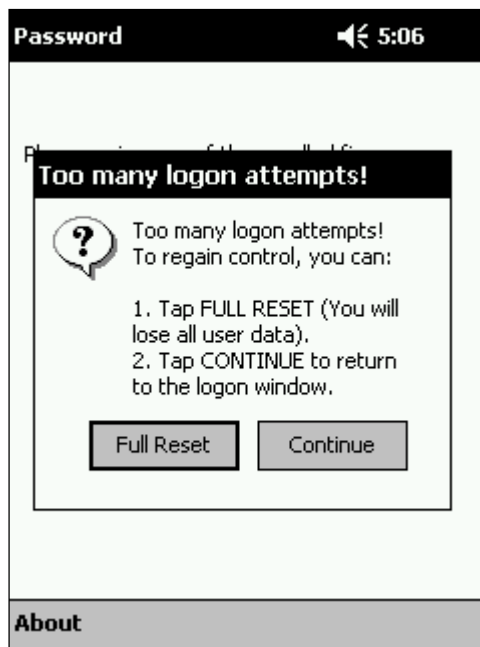 Password 5:06
Too many logon attempts!
Too many logon attempts!
To regain control, you can:
1. Tap FULL RESET (You will
lose all user data).
2. Tap CONTINUE to return
to the logon window.
Full Reset Continue
About